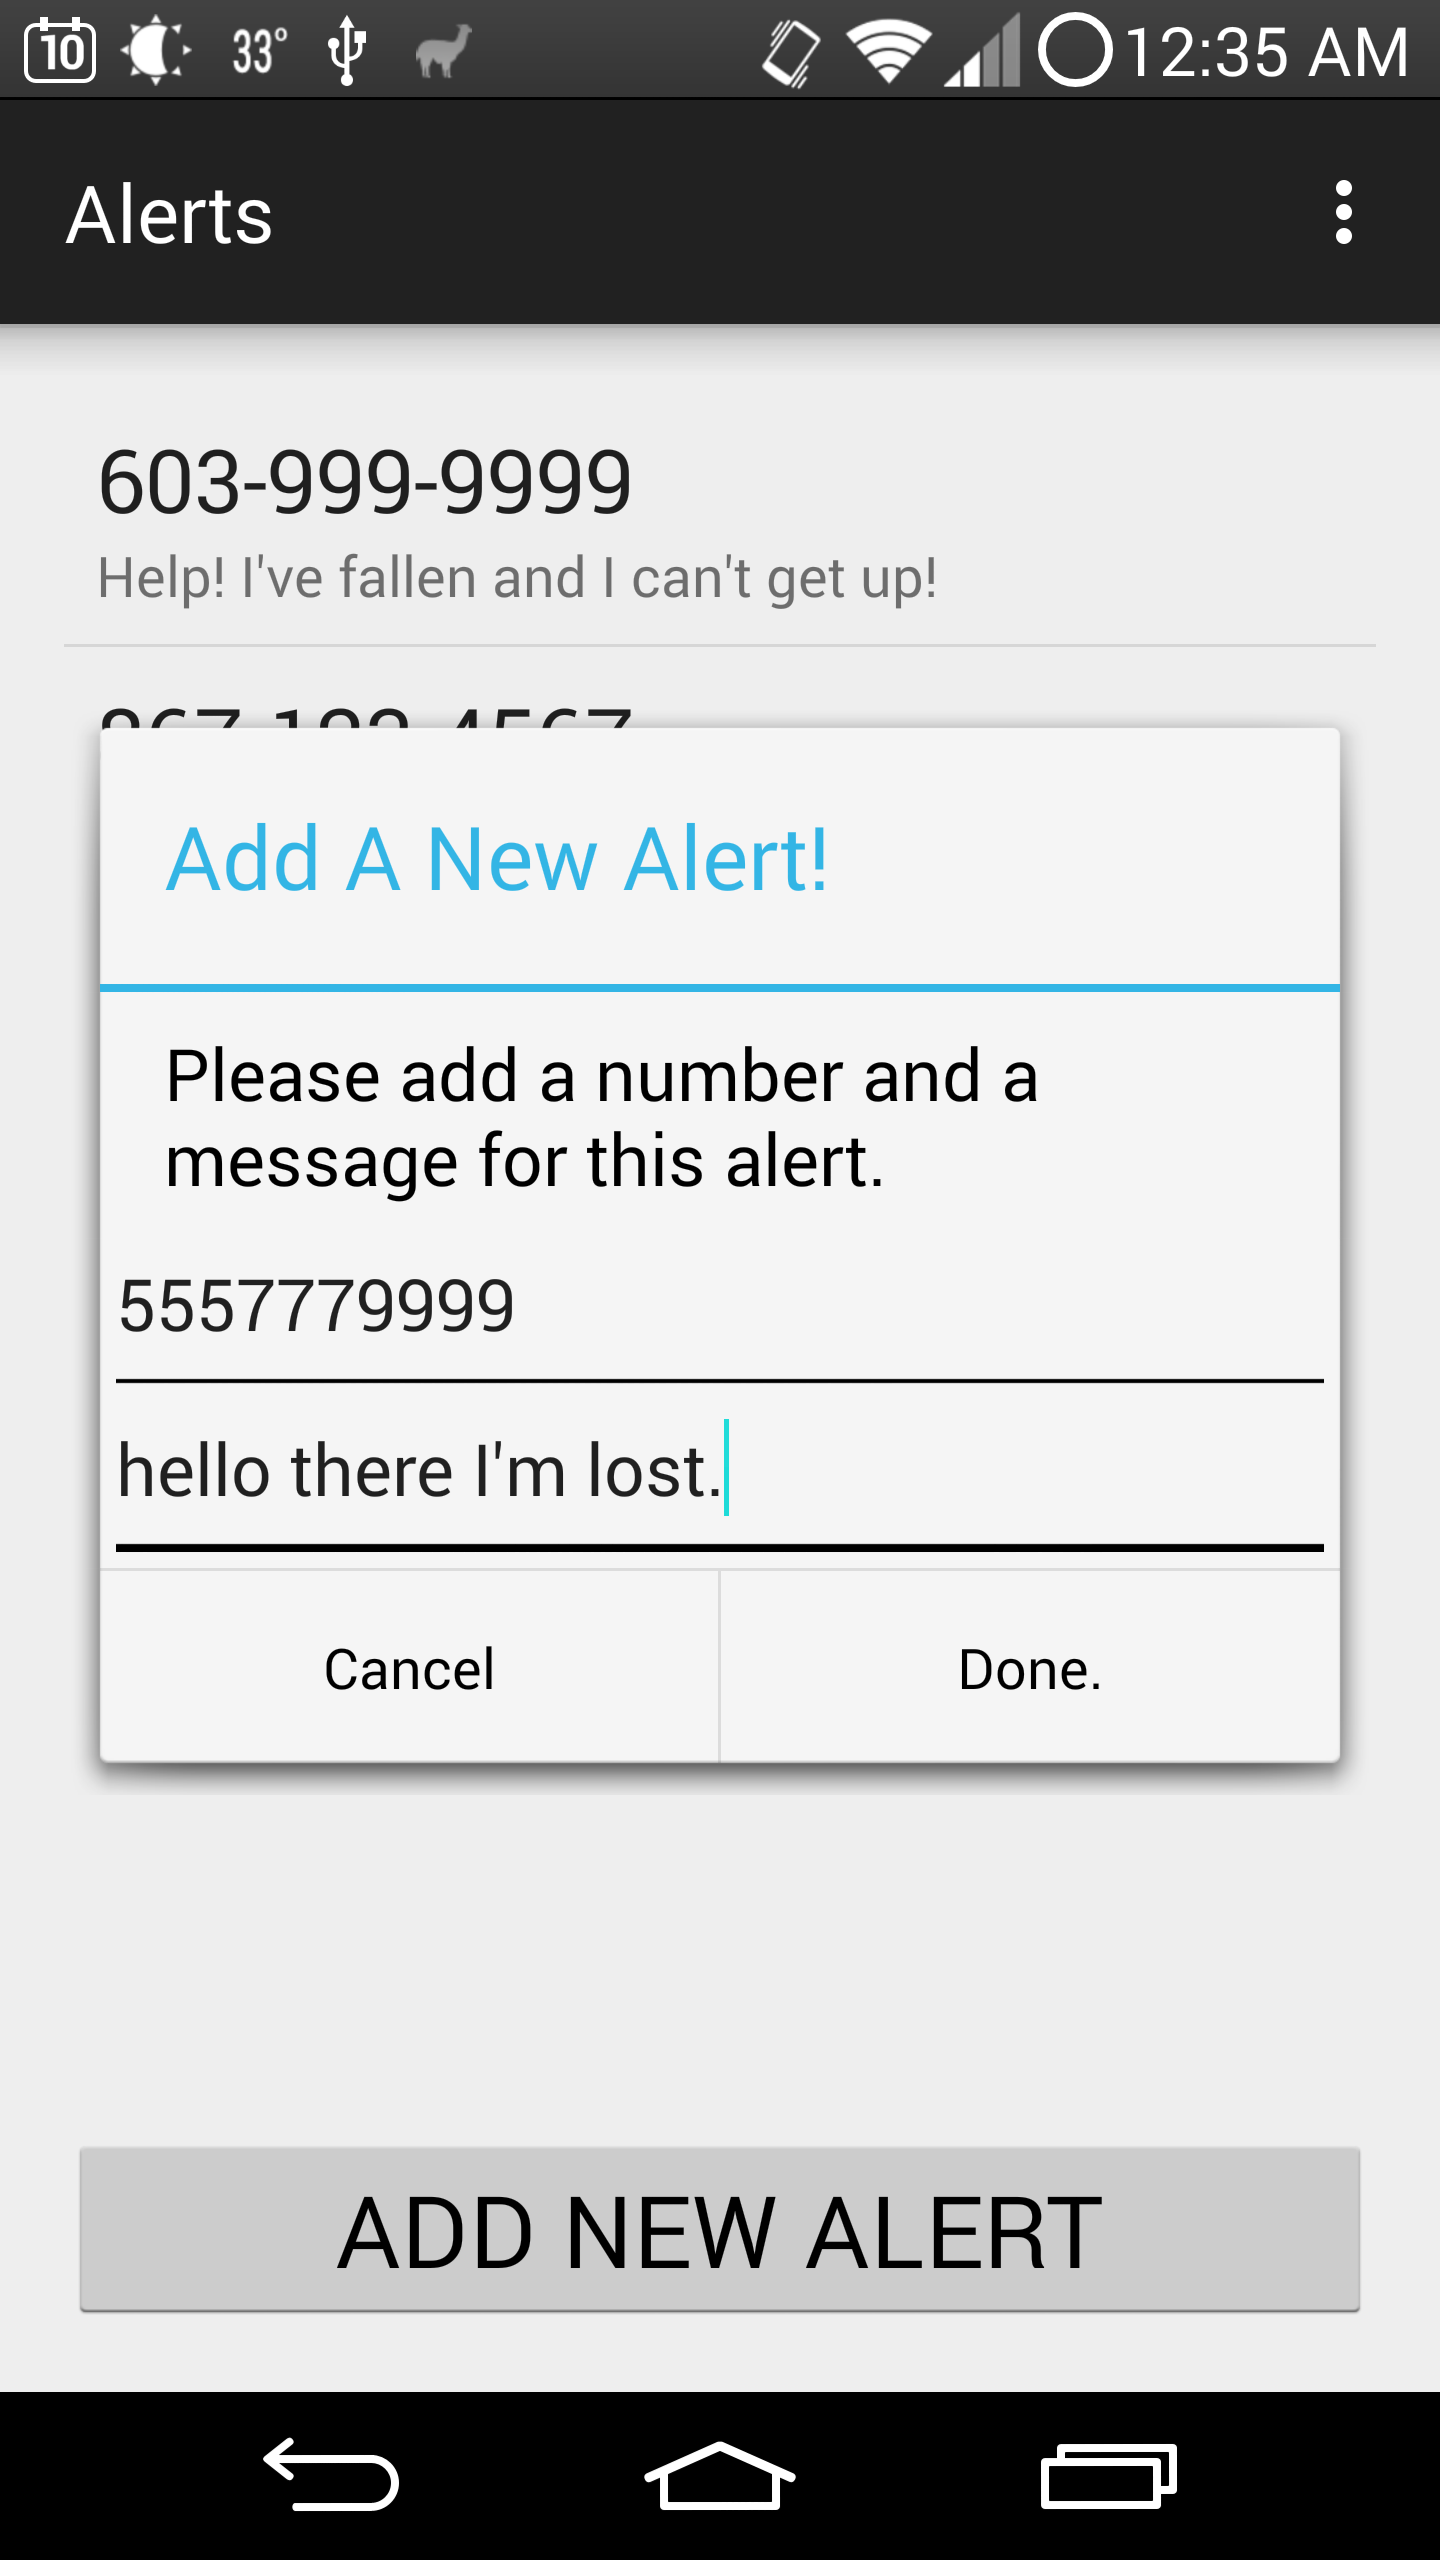 10 33° 12:35 AM
Alerts
603-999-9999
Help! I've fallen and I can't get up!
Add A New Alert!
Please add a number and a
message for this alert.
5557779999
hello there I'm lost.
Cancel Done.
ADD NEW ALERT